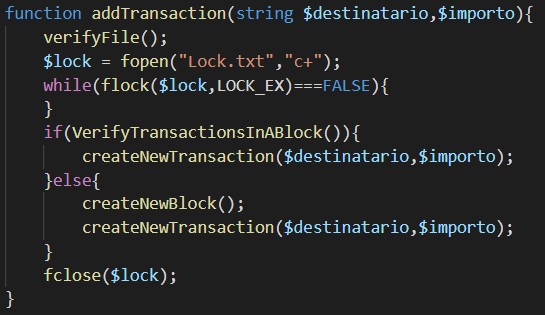 function addTransaction(string $destinatario,$importo){
    verifyFile();
    $lock = fopen("Lock.txt","c+");
    while(flock($lock,LOCK_EX)===FALSE){
    }
    if(VerifyTransactionsInABlock()){
        createNewTransaction($destinatario,$importo);
    }else{
        createNewBlock();
        createNewTransaction($destinatario,$importo);
    }
    fclose($lock);
}